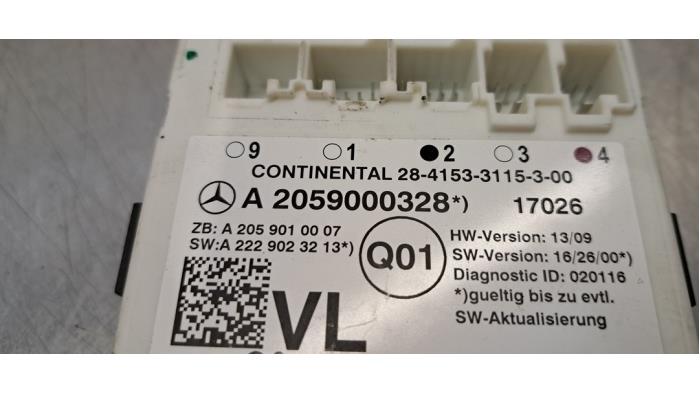 9 1 2 3 4
CONTINENTAL 28-4153-3115-3-00
A 2059000328*) 17026
ZB: A 205 901 00 07
SW:A 222 902 32 13*)
Q01
HW-Version: 13/09
SW-Version: 16/26/00*)
Diagnostic ID: 020116
*)gueltig bis zu evtl.
SW-Aktualisierung
VL